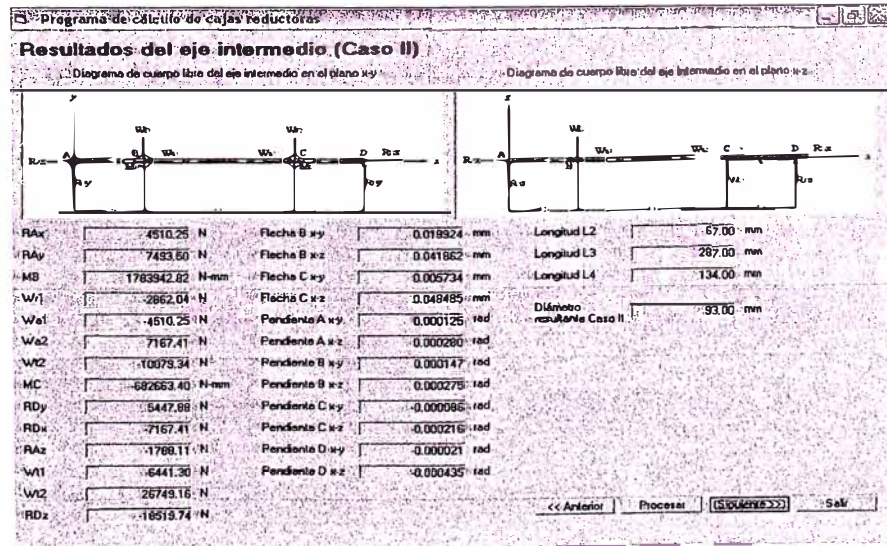 Programa de cálculo de cajas reductoras
Resultados del eje intermedio (Caso II)
Diagrama de cuerpo libre del eje intermedio en el plano x-y
Diagrama de cuerpo libre del eje intermedio en el plano x-z
RAx 4510.25 N Flecha B x-y 0.019924 mm Longitud L2 67.00 mm
RAy 7493.60 N Flecha B x-z 0.041862 mm Longitud L3 287.00 mm
MB 1783942.82 N-mm Flecha C x-y 0.005734 mm Longitud L4 134.00 mm
Wr1 -2862.04 N Flecha C x-z 0.048485 mm
Diámetro resultante Caso II 93.00 mm
Wa1 -4510.25 N Pendiente A x-y 0.000125 rad
Wa2 7167.41 N Pendiente A x-z 0.000280 rad
Wr2 -10079.34 N Pendiente B x-y 0.000147 rad
MC -682663.40 N-mm Pendiente B x-z 0.000275 rad
RDy 5447.88 N Pendiente C x-y -0.000086 rad
RDx -7167.41 N Pendiente C x-z -0.000216 rad
RAz -1788.11 N Pendiente D x-y -0.000021 rad
Wt1 -6441.30 N Pendiente D x-z -0.000435 rad
Wt2 26749.16 N
RDz -18519.74 N
<< Anterior Procesar Siguiente >> Salir